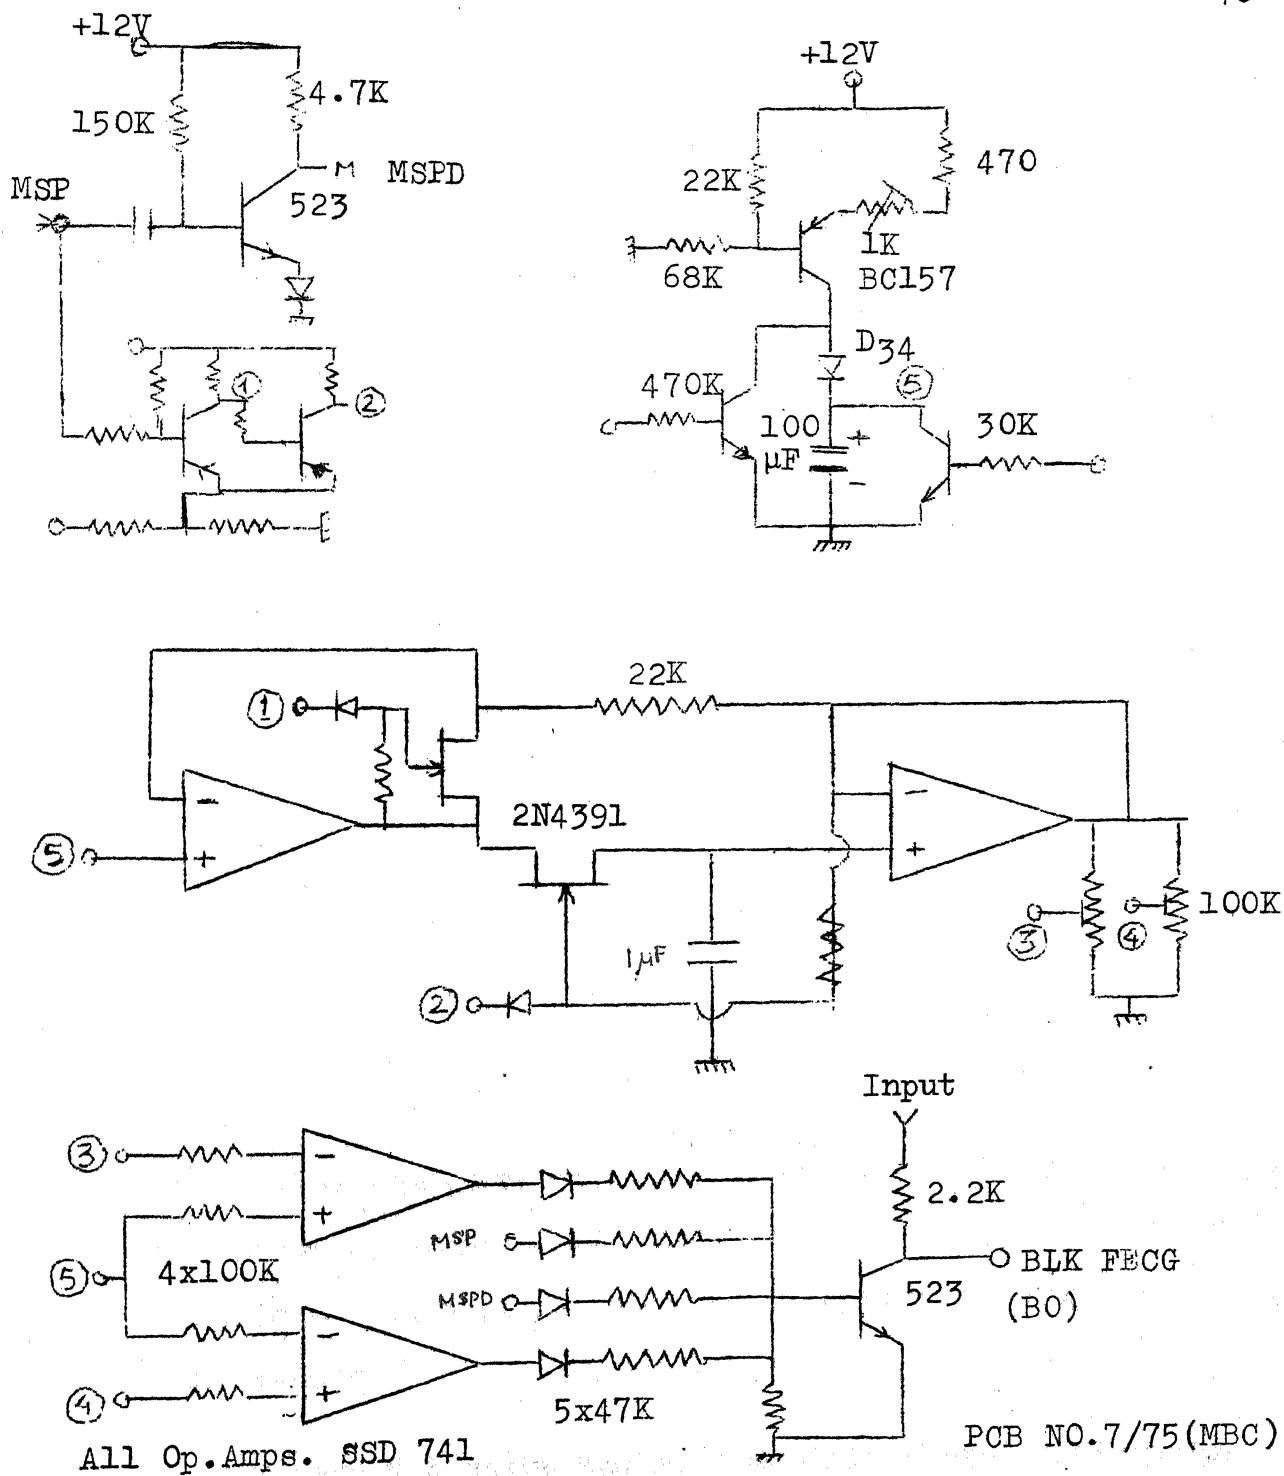 +12V
4.7K
150K
M MSPD
MSP
523
①
②
+12V
470
22K
1K
68K
BC157
D34
⑤
470K
100
μF
+
-
30K
22K
①
2N4391
⑤
-
+
-
+
100K
③
④
1μF
②
Input
③
-
+
2.2K
MSP
⑤
4x100K
BLK FECG
523
(BO)
MSPD
-
+
④
5x47K
PCB NO.7/75(MBC)
All Op.Amps. SSD 741